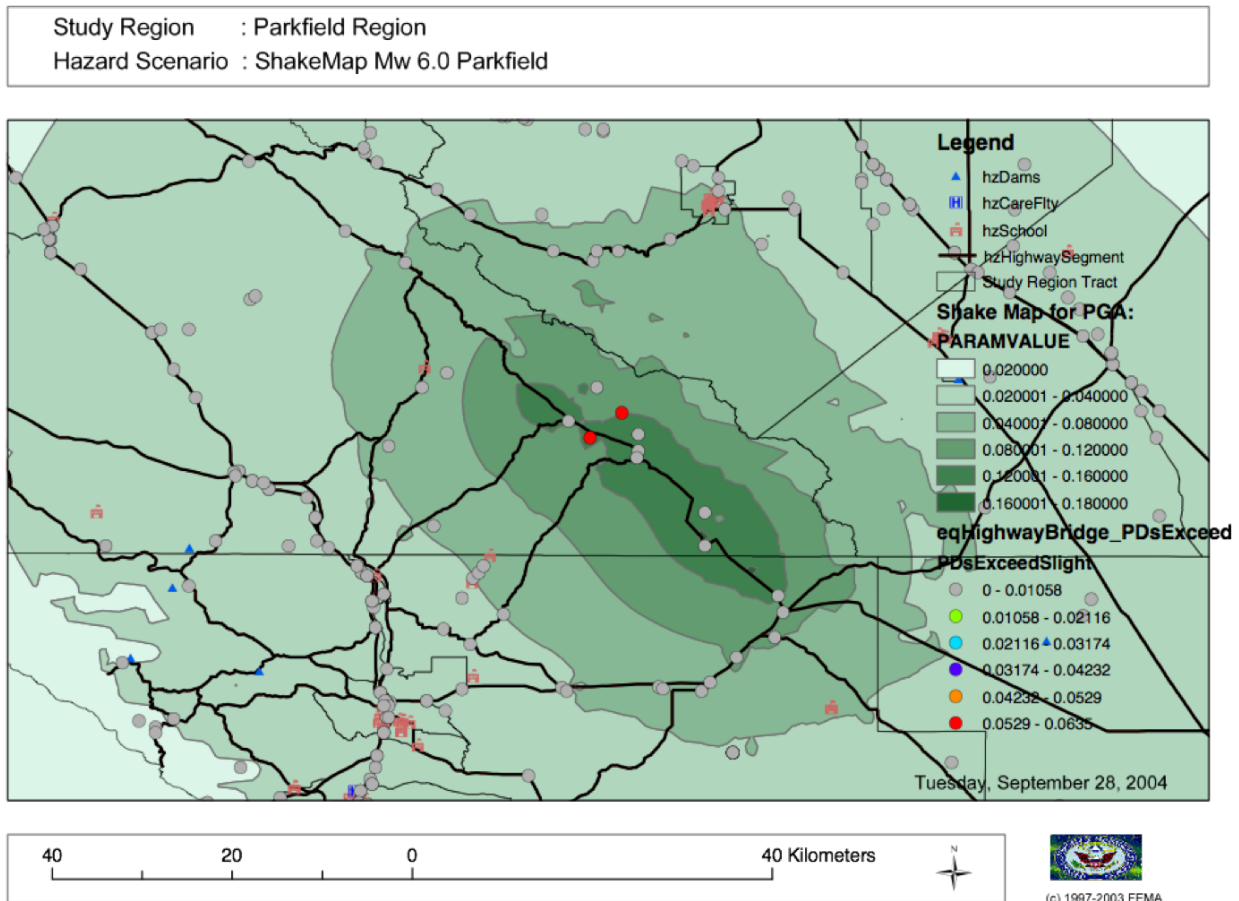 Study Region : Parkfield Region
Hazard Scenario : ShakeMap Mw 6.0 Parkfield
Legend
hzDams
H hzCareFlty
hzSchool
hzHighwaySegment
Study Region Tract
Shake Map for PGA:
PARAMVALUE
0.020000
0.020001 - 0.040000
0.040001 - 0.080000
0.080001 - 0.120000
0.120001 - 0.160000
0.160001 - 0.180000
eqHighwayBridge_PDsExceed
PDsExceedSlight
0 - 0.01058
0.01058 - 0.02116
0.02116 - 0.03174
0.03174 - 0.04232
0.04232 - 0.0529
0.0529 - 0.0635
Tuesday, September 28, 2004
40 20 0 40 Kilometers
N
(c) 1997-2003 FEMA